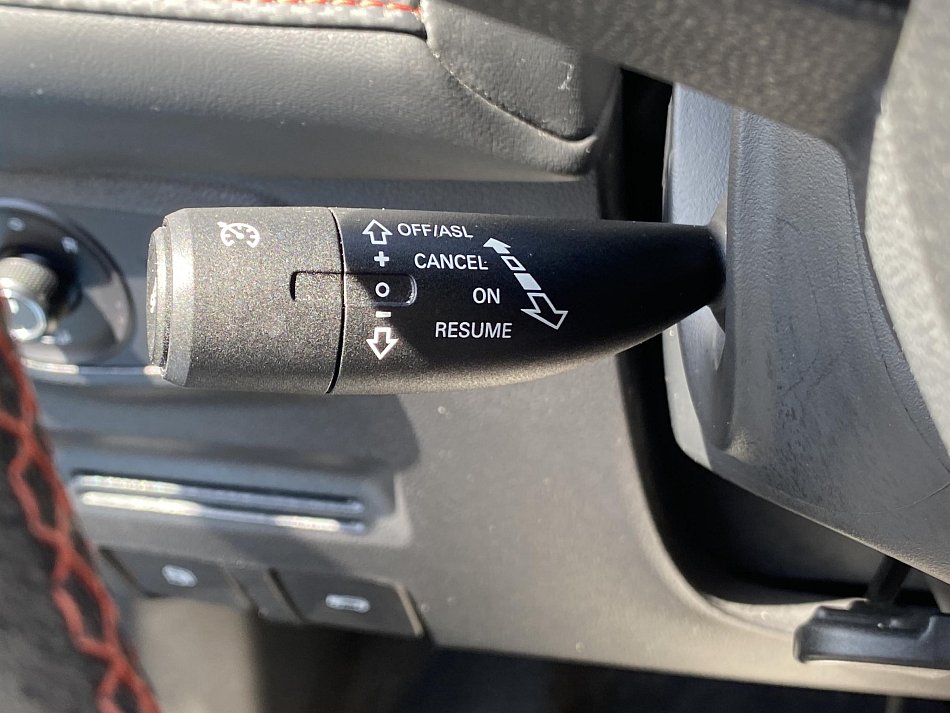 OFF/ASL
+ CANCEL
O ON
– RESUME